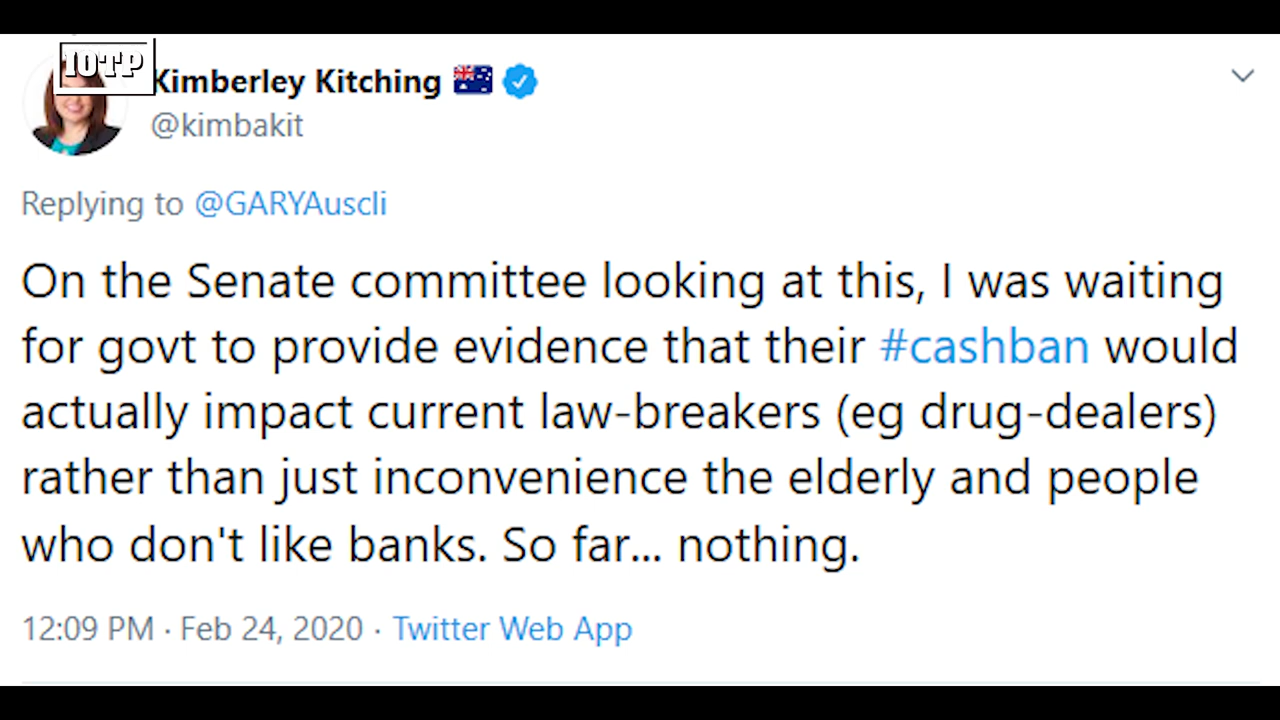 IOTP
Kimberley Kitching
@kimbakit
Replying to @GARYAuscli
On the Senate committee looking at this, I was waiting
for govt to provide evidence that their #cashban would
actually impact current law-breakers (eg drug-dealers)
rather than just inconvenience the elderly and people
who don't like banks. So far... nothing.
12:09 PM · Feb 24, 2020 · Twitter Web App